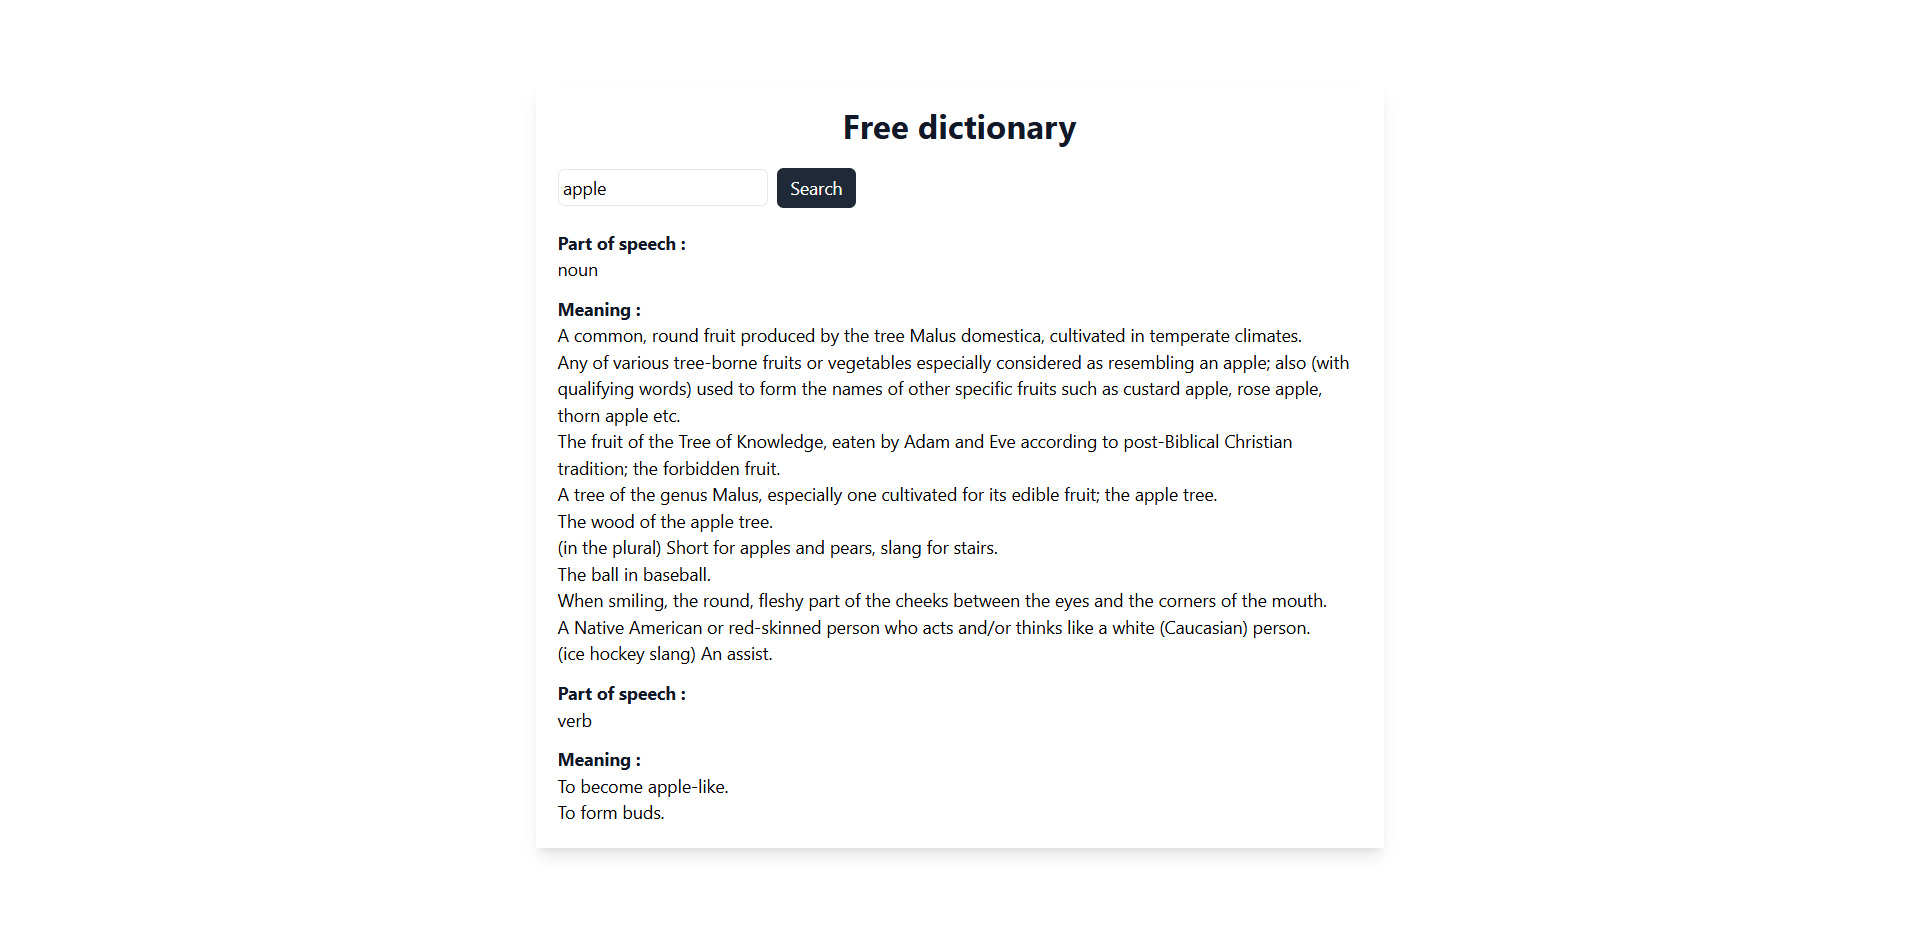 Free dictionary
apple
Search
Part of speech :
noun
Meaning :
A common, round fruit produced by the tree Malus domestica, cultivated in temperate climates.
Any of various tree-borne fruits or vegetables especially considered as resembling an apple; also (with
qualifying words) used to form the names of other specific fruits such as custard apple, rose apple,
thorn apple etc.
The fruit of the Tree of Knowledge, eaten by Adam and Eve according to post-Biblical Christian
tradition; the forbidden fruit.
A tree of the genus Malus, especially one cultivated for its edible fruit; the apple tree.
The wood of the apple tree.
(in the plural) Short for apples and pears, slang for stairs.
The ball in baseball.
When smiling, the round, fleshy part of the cheeks between the eyes and the corners of the mouth.
A Native American or red-skinned person who acts and/or thinks like a white (Caucasian) person.
(ice hockey slang) An assist.
Part of speech :
verb
Meaning :
To become apple-like.
To form buds.